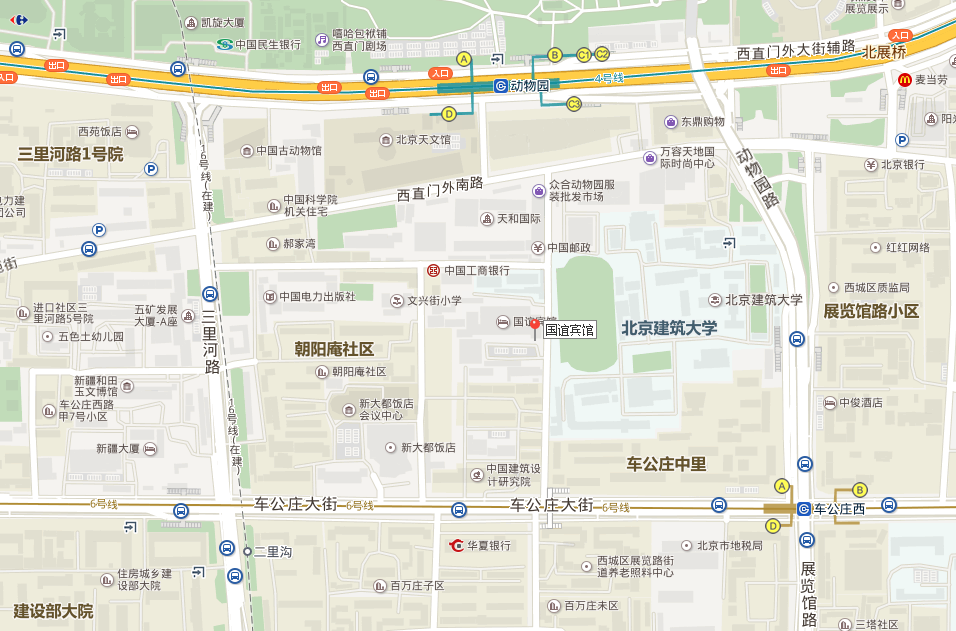 凯旋大厦
中国民生银行
嘻哈包袱铺
西直门剧场
展览展示
入口
北展桥
西直门外大街辅路
A
B
C1
C2
4号线
出口
麦当劳
入口
出口
出口
出口
出口
入口
动物园
D
C3
东鼎购物
西苑饭店
三里河路1号院
16号线(在建)
中国古动物馆
北京天文馆
万容天地国
际时尚中心
动物园路
北京银行
西直门外南路
众合动物园服
装批发市场
中国科学院
机关住宅
天和国际
郝家湾
中国邮政
红红网络
中国工商银行
西城区质监局
中国电力出版社
文兴街小学
北京建筑大学
展览馆路小区
进口社区三
里河路5号院
五矿发展
大厦-A座
三里河路
五色土幼儿园
国谊宾馆
国谊宾馆
北京建筑大学
朝阳庵社区
朝阳庵社区
新疆和田
玉文博馆
车公庄西路
甲7号小区
新大都饭店
会议中心
中俊酒店
16号线(在建)
新疆大厦
新大都饭店
车公庄中里
中国建筑设
计研究院
6号线
车公庄大街
6号线
车公庄大街
6号线
A
B
车公庄西
D
二里沟
华夏银行
北京市地税局
住房城乡建
设部大院
百万庄子区
西城区展览路街
道养老照料中心
展览馆路
建设部大院
百万庄未区
三塔社区